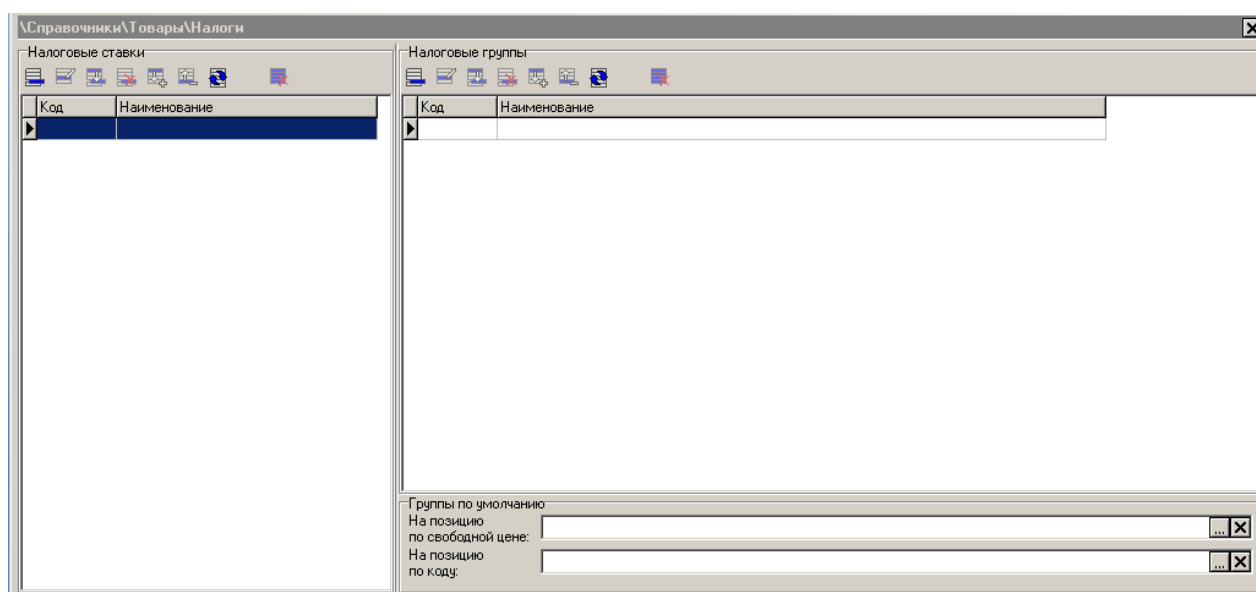 \Справочники\Товары\Налоги
Налоговые ставки
Налоговые группы
Код Наименование
Код Наименование
Группы по умолчанию
На позицию
по свободной цене:
...
На позицию
по коду:
...